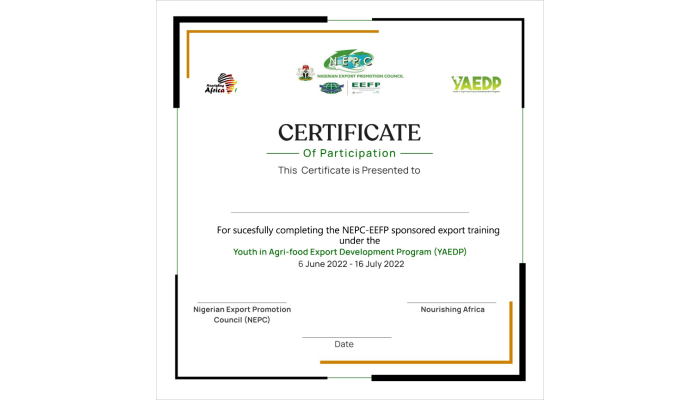 Nourishing
Africa
NEPC
NIGERIAN EXPORT PROMOTION COUNCIL
EEFP
YAEDP
CERTIFICATE
Of Participation
This Certificate is Presented to
For sucesfully completing the NEPC-EEFP sponsored export training
under the
Youth in Agri-food Export Development Program (YAEDP)
6 June 2022 - 16 July 2022
Nigerian Export Promotion
Council (NEPC)
Nourishing Africa
Date